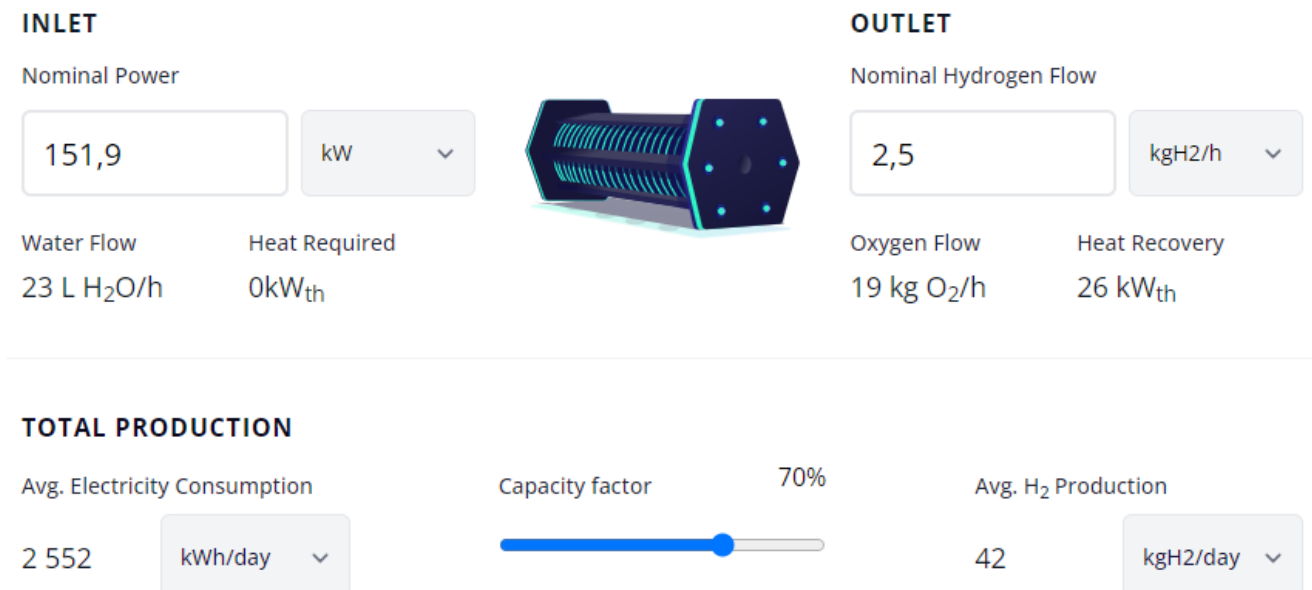 INLET
Nominal Power
151,9 kW
Water Flow Heat Required
23 L H₂O/h 0kWth
OUTLET
Nominal Hydrogen Flow
2,5 kgH2/h
Oxygen Flow Heat Recovery
19 kg O₂/h 26 kWth
TOTAL PRODUCTION
Avg. Electricity Consumption
2 552 kWh/day
Capacity factor 70%
Avg. H₂ Production
42 kgH2/day